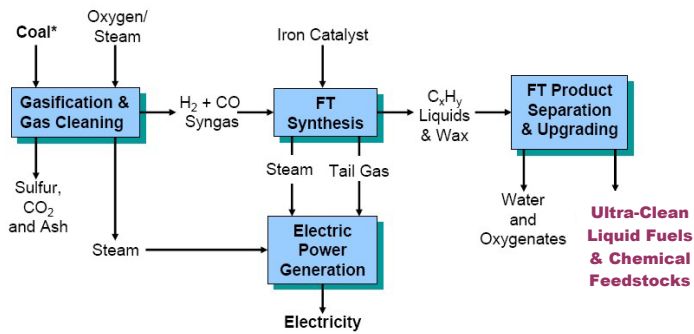 Coal*
Oxygen/
Steam
Iron Catalyst
Gasification &
Gas Cleaning
H₂ + CO
Syngas
FT
Synthesis
CₓHᵧ
Liquids
& Wax
FT Product
Separation
& Upgrading
Sulfur,
CO₂
and Ash
Steam
Steam
Tail Gas
Electric
Power
Generation
Electricity
Water
and
Oxygenates
Ultra-Clean
Liquid Fuels
& Chemical
Feedstocks